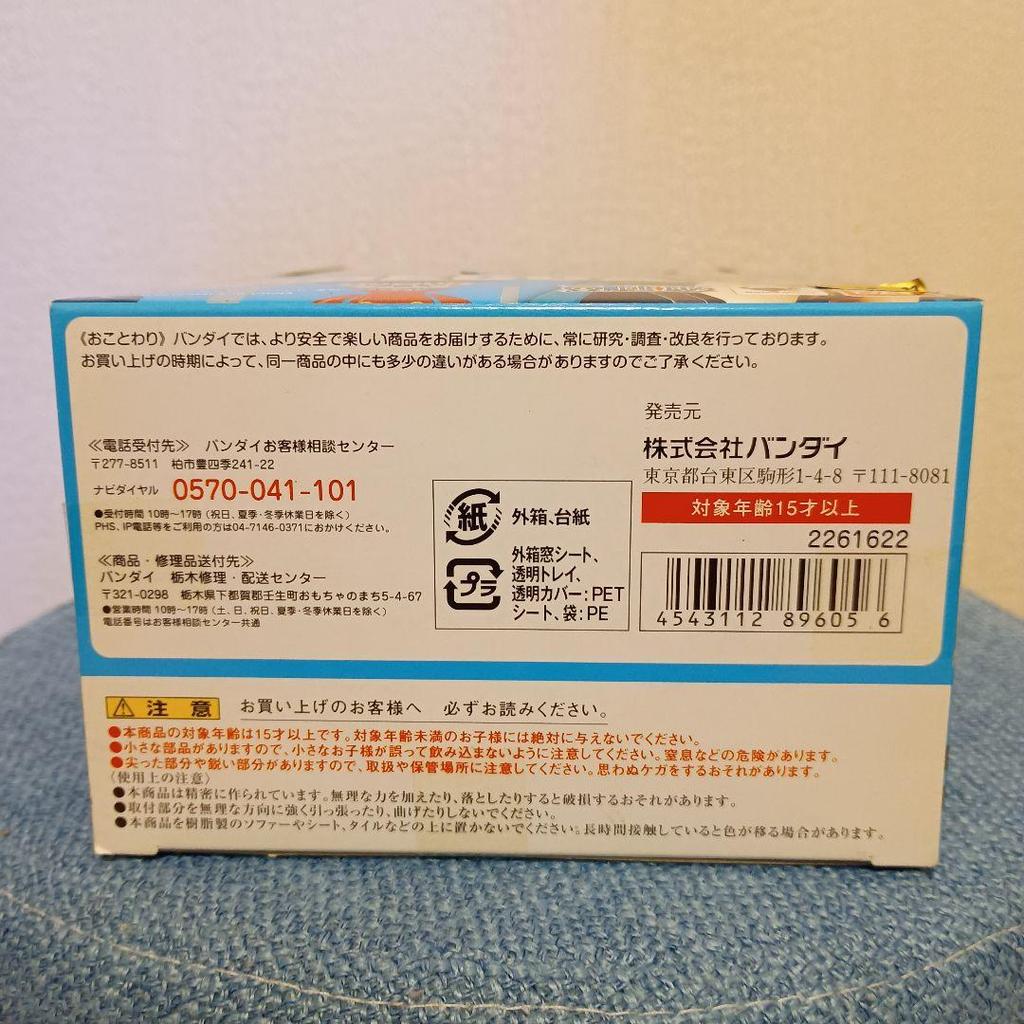 《おことわり》バンダイでは、より安全で楽しい商品をお届けするために、常に研究・調査・改良を行っております。
お買い上げの時期によって、同一商品の中にも多少の違いがある場合がありますのでご了承ください。
≪電話受付先≫ バンダイお客様相談センター
〒277-8511 柏市豊四季241-22
ナビダイヤル 0570-041-101
●受付時間 10時～17時(祝日、夏季・冬季休業日を除く)
PHS、IP電話等をご利用の方は04-7146-0371におかけください。
≪商品・修理品送付先≫
バンダイ 栃木修理・配送センター
〒321-0298 栃木県下都賀郡壬生町おもちゃのまち5-4-67
●営業時間 10時～17時(土、日、祝日、夏季・冬季休業日を除く)
電話番号はお客様相談センター共通
紙 外箱、台紙
プラ 外箱窓シート、
透明トレイ、
透明カバー:PET
シート、袋:PE
発売元
株式会社バンダイ
東京都台東区駒形1-4-8 〒111-8081
対象年齢15才以上
2261622
4543112 89605 6
注意 お買い上げのお客様へ 必ずお読みください。
●本商品の対象年齢は15才以上です。対象年齢未満のお子様には絶対に与えないでください。
●小さな部品がありますので、小さなお子様が誤って飲み込まないように注意してください。窒息などの危険があります。
●尖った部分や鋭い部分がありますので、取扱や保管場所に注意してください。思わぬケガをするおそれがあります。
〈使用上の注意〉
●本商品は精密に作られています。無理な力を加えたり、落としたりすると破損するおそれがあります。
●取付部分を無理な方向に強く引っ張ったり、曲げたりしないでください。
●本商品を樹脂製のソファーやシート、タイルなどの上に置かないでください。長時間接触していると色が移る場合があります。